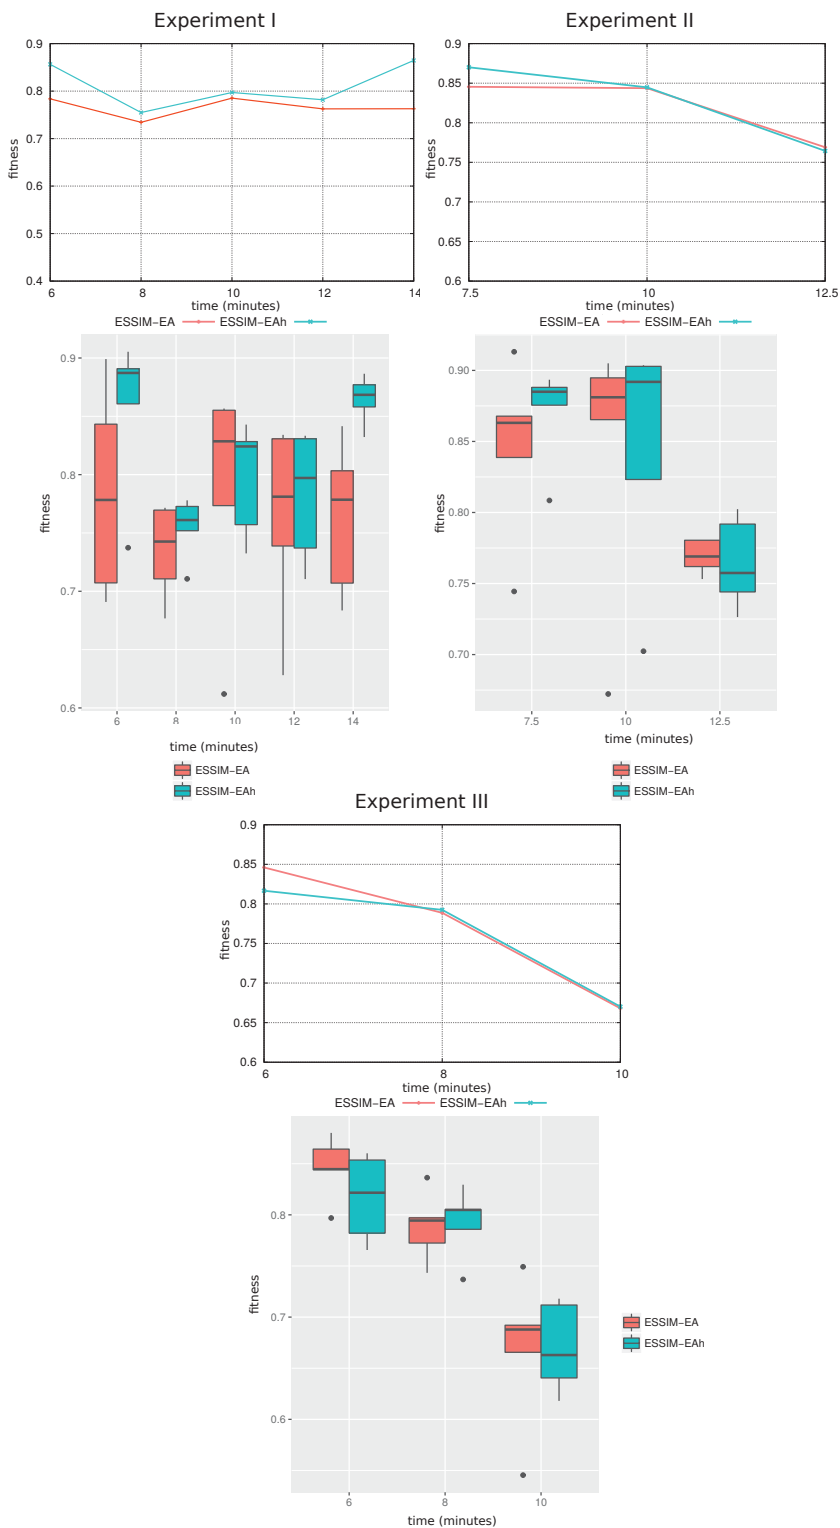 Experiment I
0.9
0.8
0.7
0.6
0.5
0.4
fitness
6 8 10 12 14
time (minutes)
ESSIM-EA ESSIM-EAh
0.9
0.8
0.7
0.6
fitness
6 8 10 12 14
time (minutes)
ESSIM-EA
ESSIM-EAh
Experiment II
0.9
0.85
0.8
0.75
0.7
0.65
0.6
fitness
7.5 10 12.5
time (minutes)
ESSIM-EA ESSIM-EAh
0.90
0.85
0.80
0.75
0.70
fitness
7.5 10 12.5
time (minutes)
ESSIM-EA
ESSIM-EAh
Experiment III
0.9
0.85
0.8
0.75
0.7
0.65
0.6
fitness
6 8 10
time (minutes)
ESSIM-EA ESSIM-EAh
0.8
0.7
0.6
fitness
6 8 10
time (minutes)
ESSIM-EA
ESSIM-EAh